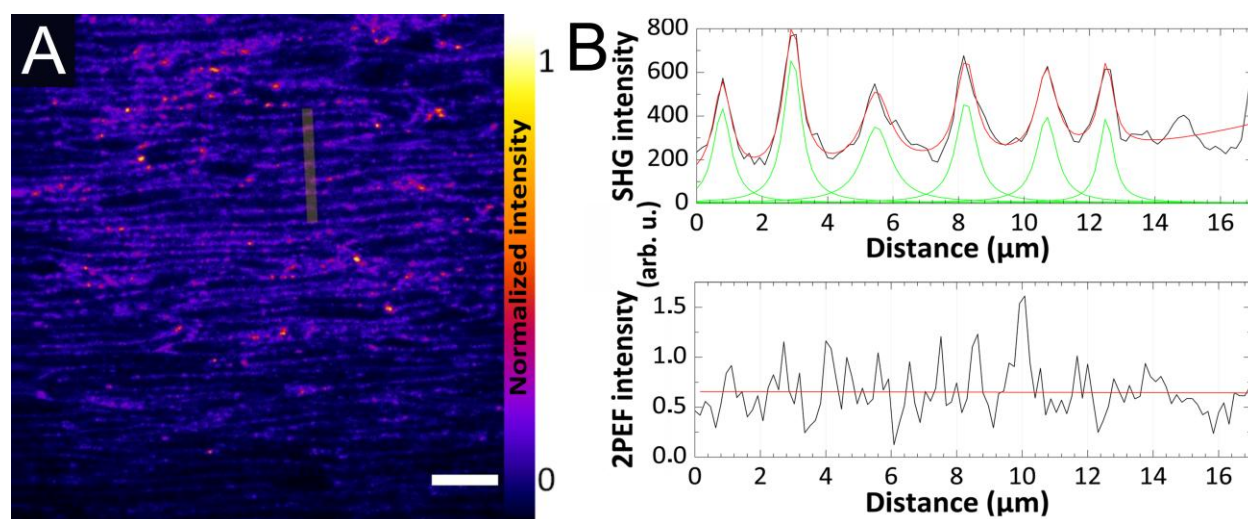 A
1
Normalized intensity
0
B
SHG intensity
800
600
400
200
0
0 2 4 6 8 10 12 14 16
Distance (µm)
(arb. u.)
2PEF intensity
1.5
1.0
0.5
0.0
0 2 4 6 8 10 12 14 16
Distance (µm)